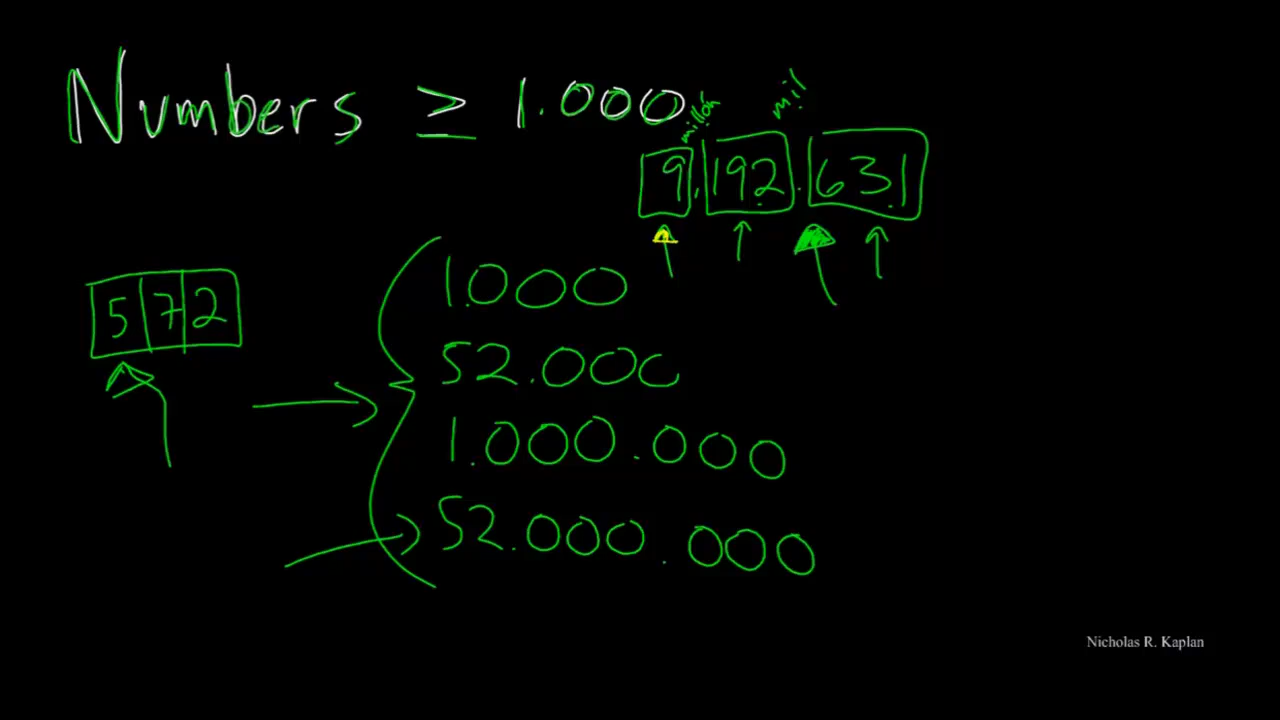 Numbers ≥ 1.000
millón mil
9.192.631
572
1.000
52.000
1.000.000
52.000.000
Nicholas R. Kaplan